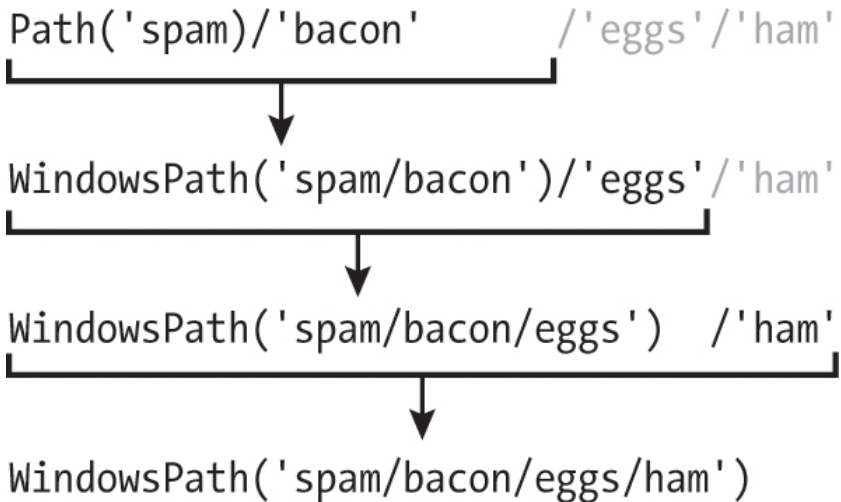 Path('spam)/'bacon' /'eggs'/'ham'
WindowsPath('spam/bacon')/'eggs'/'ham'
WindowsPath('spam/bacon/eggs') /'ham'
WindowsPath('spam/bacon/eggs/ham')